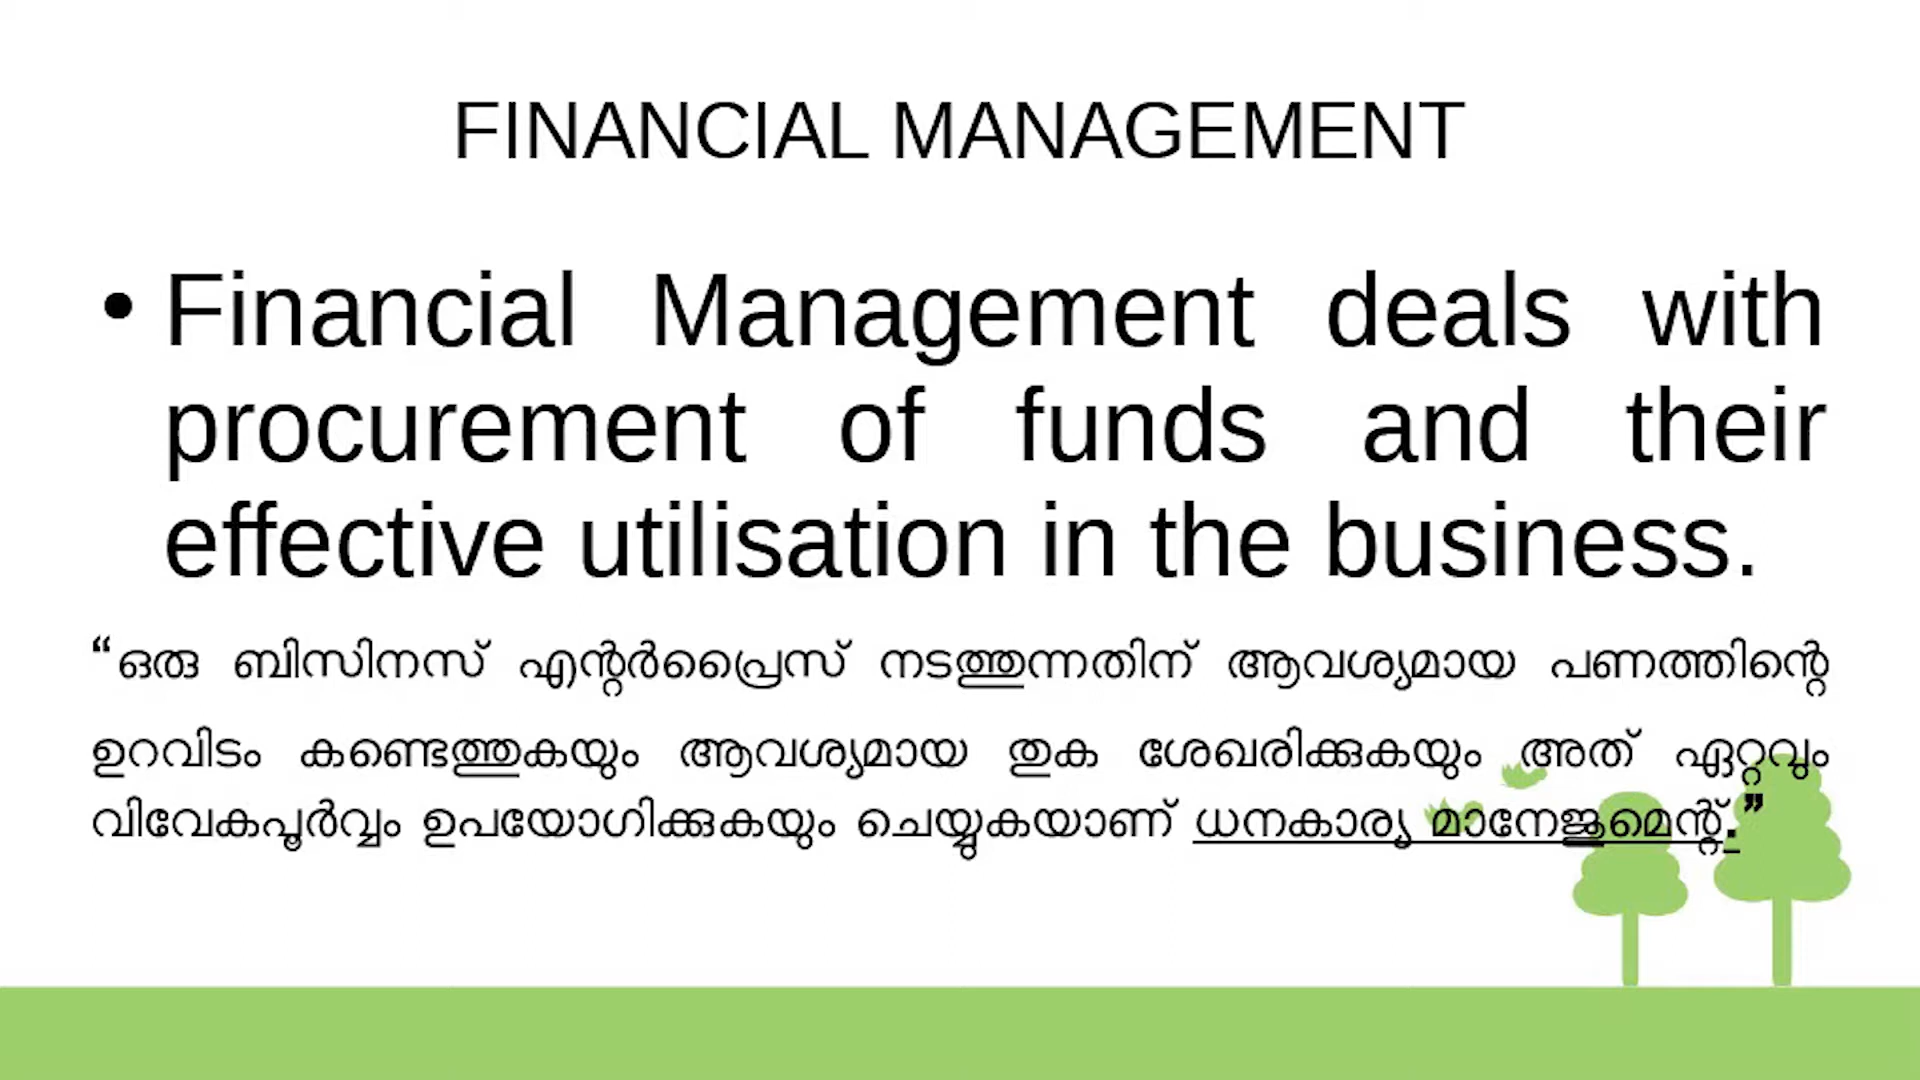 FINANCIAL MANAGEMENT
• Financial Management deals with
procurement of funds and their
effective utilisation in the business.
“ഒരു ബിസിനസ് എന്റർപ്രൈസ് നടത്തുന്നതിന് ആവശ്യമായ പണത്തിന്റെ
ഉറവിടം കണ്ടെത്തുകയും ആവശ്യമായ തുക ശേഖരിക്കുകയും അത് ഏറ്റവും
വിവേകപൂർവ്വം ഉപയോഗിക്കുകയും ചെയ്യുകയാണ് ധനകാര്യ മാനേജുമെന്റ്.”